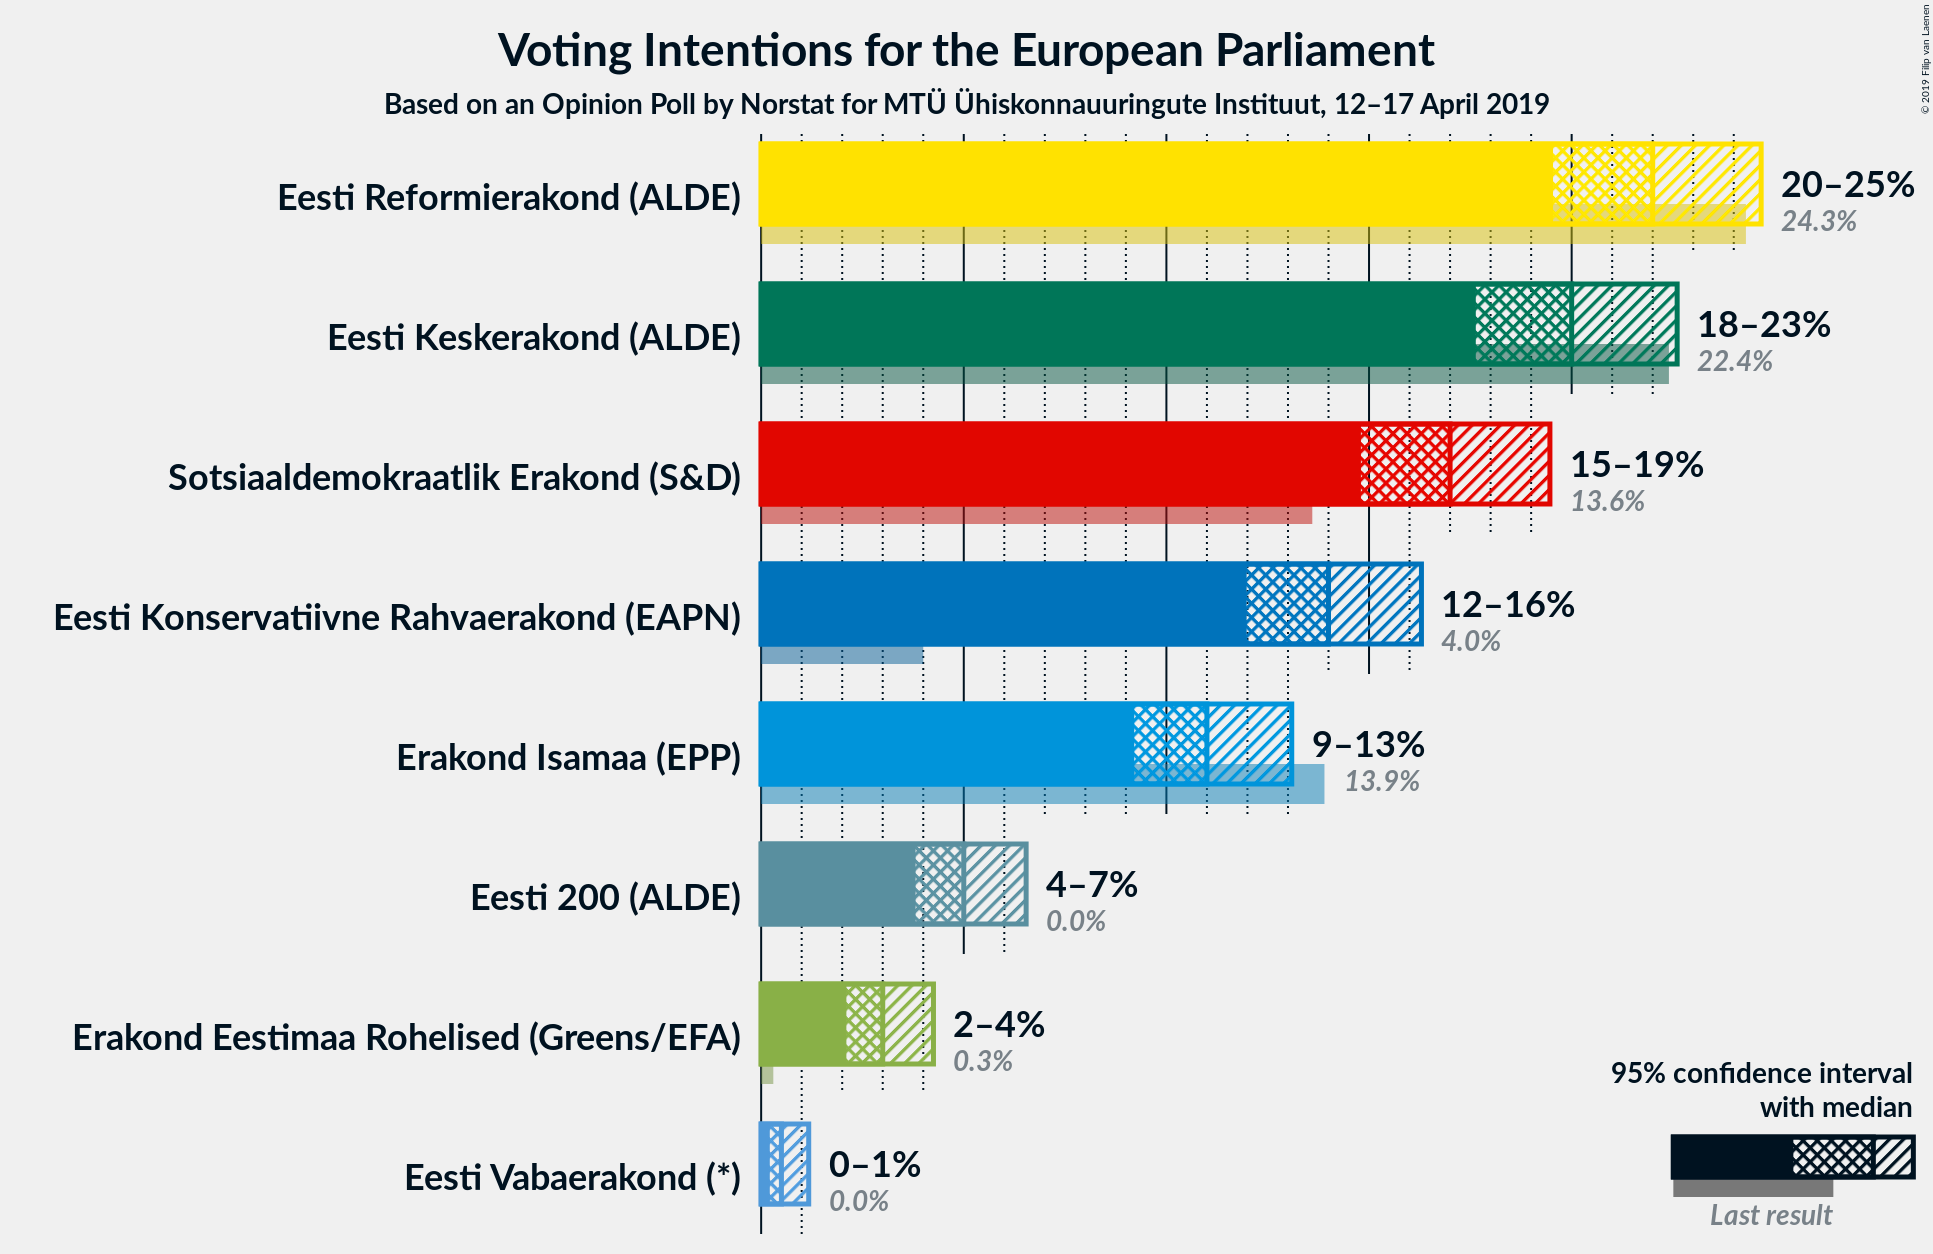 Voting Intentions for the European Parliament
Based on an Opinion Poll by Norstat for MTÜ Ühiskonnauuringute Instituut, 12–17 April 2019
© 2019 Filip van Laenen
Eesti Reformierakond (ALDE)
20–25%
24.3%
Eesti Keskerakond (ALDE)
18–23%
22.4%
Sotsiaaldemokraatlik Erakond (S&D)
15–19%
13.6%
Eesti Konservatiivne Rahvaerakond (EAPN)
12–16%
4.0%
Erakond Isamaa (EPP)
9–13%
13.9%
Eesti 200 (ALDE)
4–7%
0.0%
Erakond Eestimaa Rohelised (Greens/EFA)
2–4%
0.3%
Eesti Vabaerakond (*)
0–1%
0.0%
95% confidence interval
with median
Last result